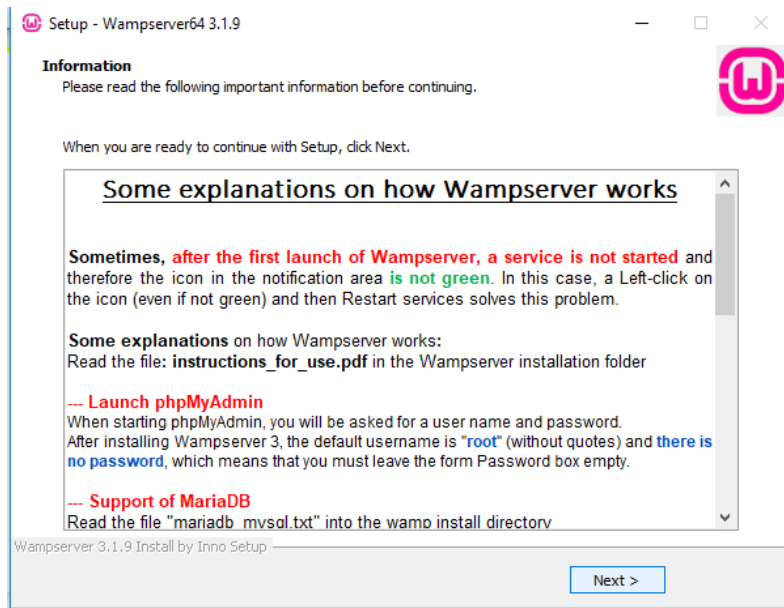 Setup - Wampserver64 3.1.9
Information
Please read the following important information before continuing.
When you are ready to continue with Setup, click Next.
Some explanations on how Wampserver works
Sometimes, after the first launch of Wampserver, a service is not started and
therefore the icon in the notification area is not green. In this case, a Left-click on
the icon (even if not green) and then Restart services solves this problem.
Some explanations on how Wampserver works:
Read the file: instructions_for_use.pdf in the Wampserver installation folder
--- Launch phpMyAdmin
When starting phpMyAdmin, you will be asked for a user name and password.
After installing Wampserver 3, the default username is "root" (without quotes) and there is
no password, which means that you must leave the form Password box empty.
--- Support of MariaDB
Read the file "mariadb_mysql.txt" into the wamp install directory
Wampserver 3.1.9 Install by Inno Setup
Next >